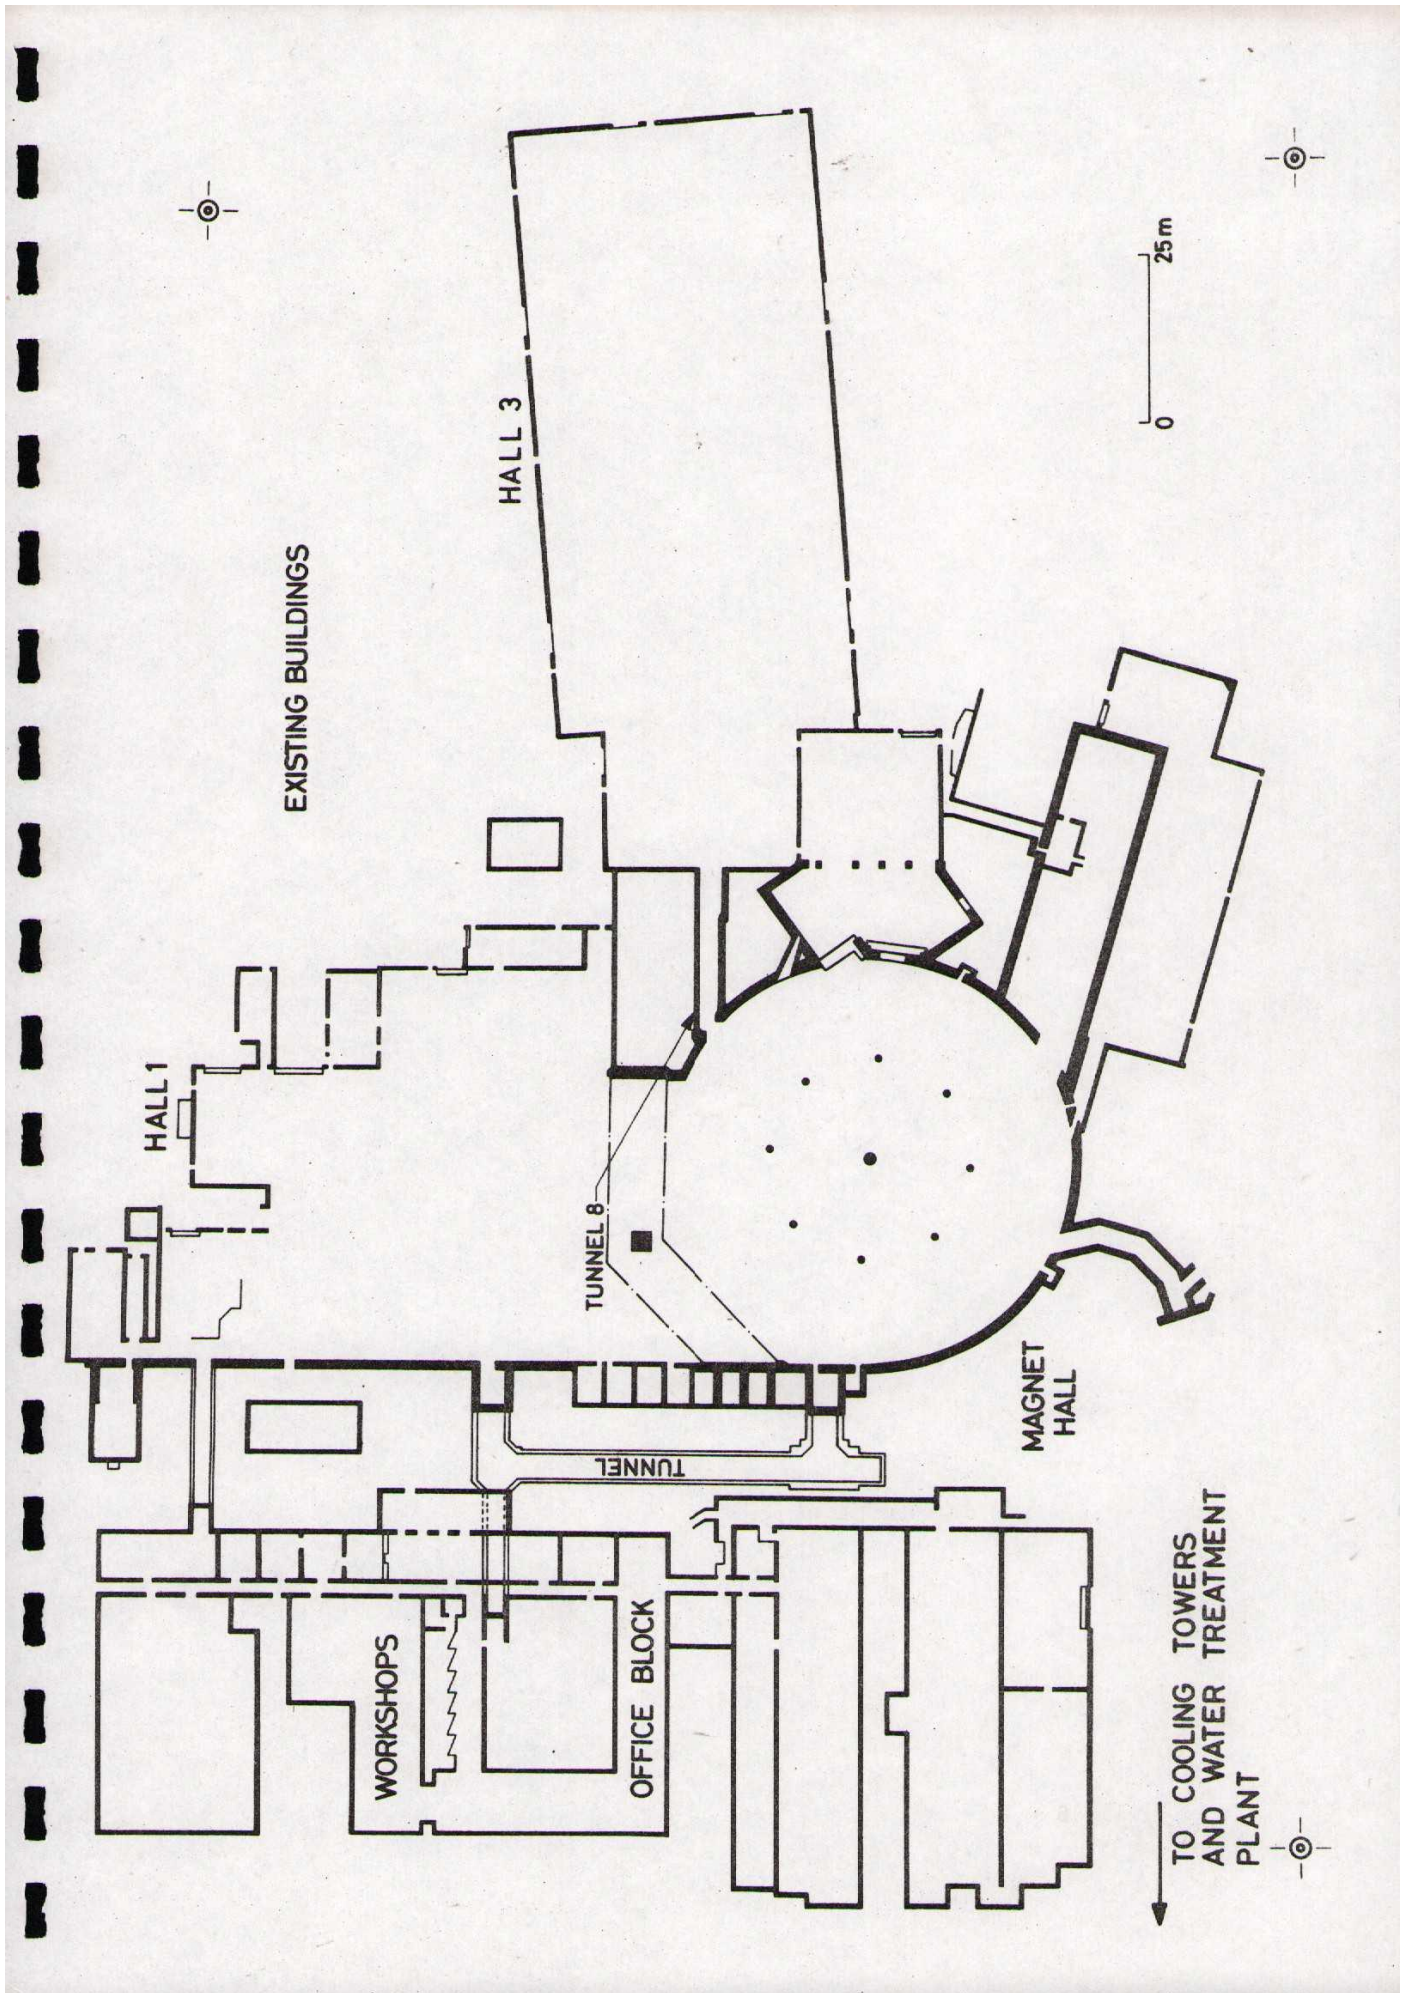 EXISTING BUILDINGS
HALL 1
HALL 3
TUNNEL 8
TUNNEL
MAGNET
HALL
WORKSHOPS
OFFICE BLOCK
0
25m
TO COOLING TOWERS
AND WATER TREATMENT
PLANT